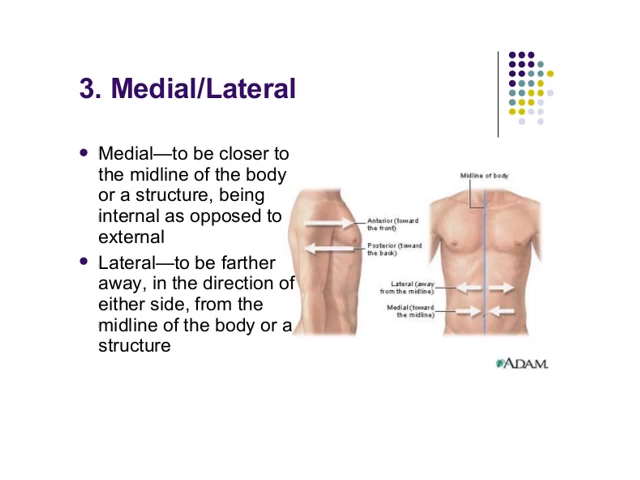 3. Medial/Lateral
Medial—to be closer to
the midline of the body
or a structure, being
internal as opposed to
external
Lateral—to be farther
away, in the direction of
either side, from the
midline of the body or a
structure
Midline of body
Anterior (toward
the front)
Posterior (toward
the back)
Lateral (away
from the midline)
Medial (toward
the midline)
ADAM.